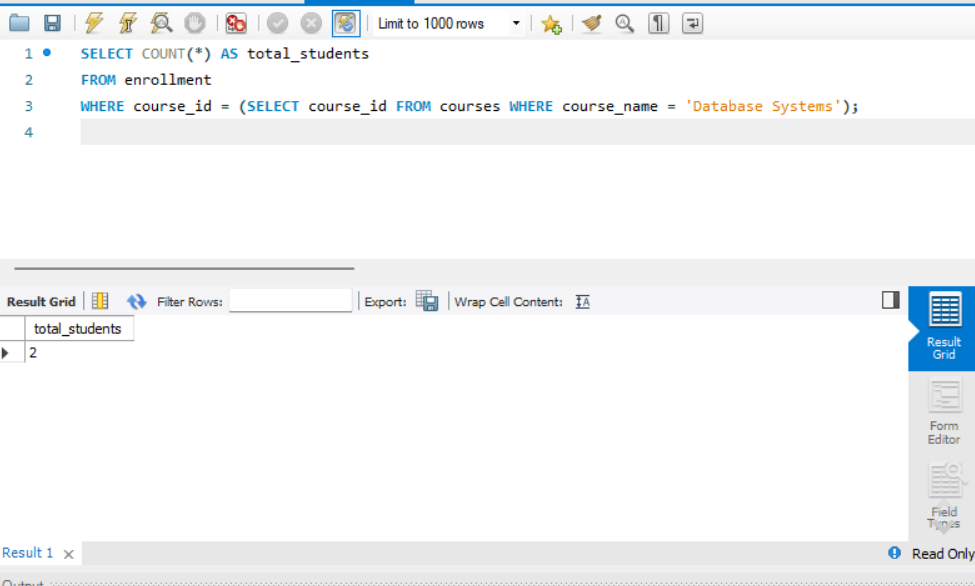 Limit to 1000 rows
1 SELECT COUNT(*) AS total_students
2 FROM enrollment
3 WHERE course_id = (SELECT course_id FROM courses WHERE course_name = 'Database Systems');
4
Result Grid Filter Rows: Export: Wrap Cell Content:
total_students
2
Result
Grid
Form
Editor
Field
Types
Result 1
Read Only
Output